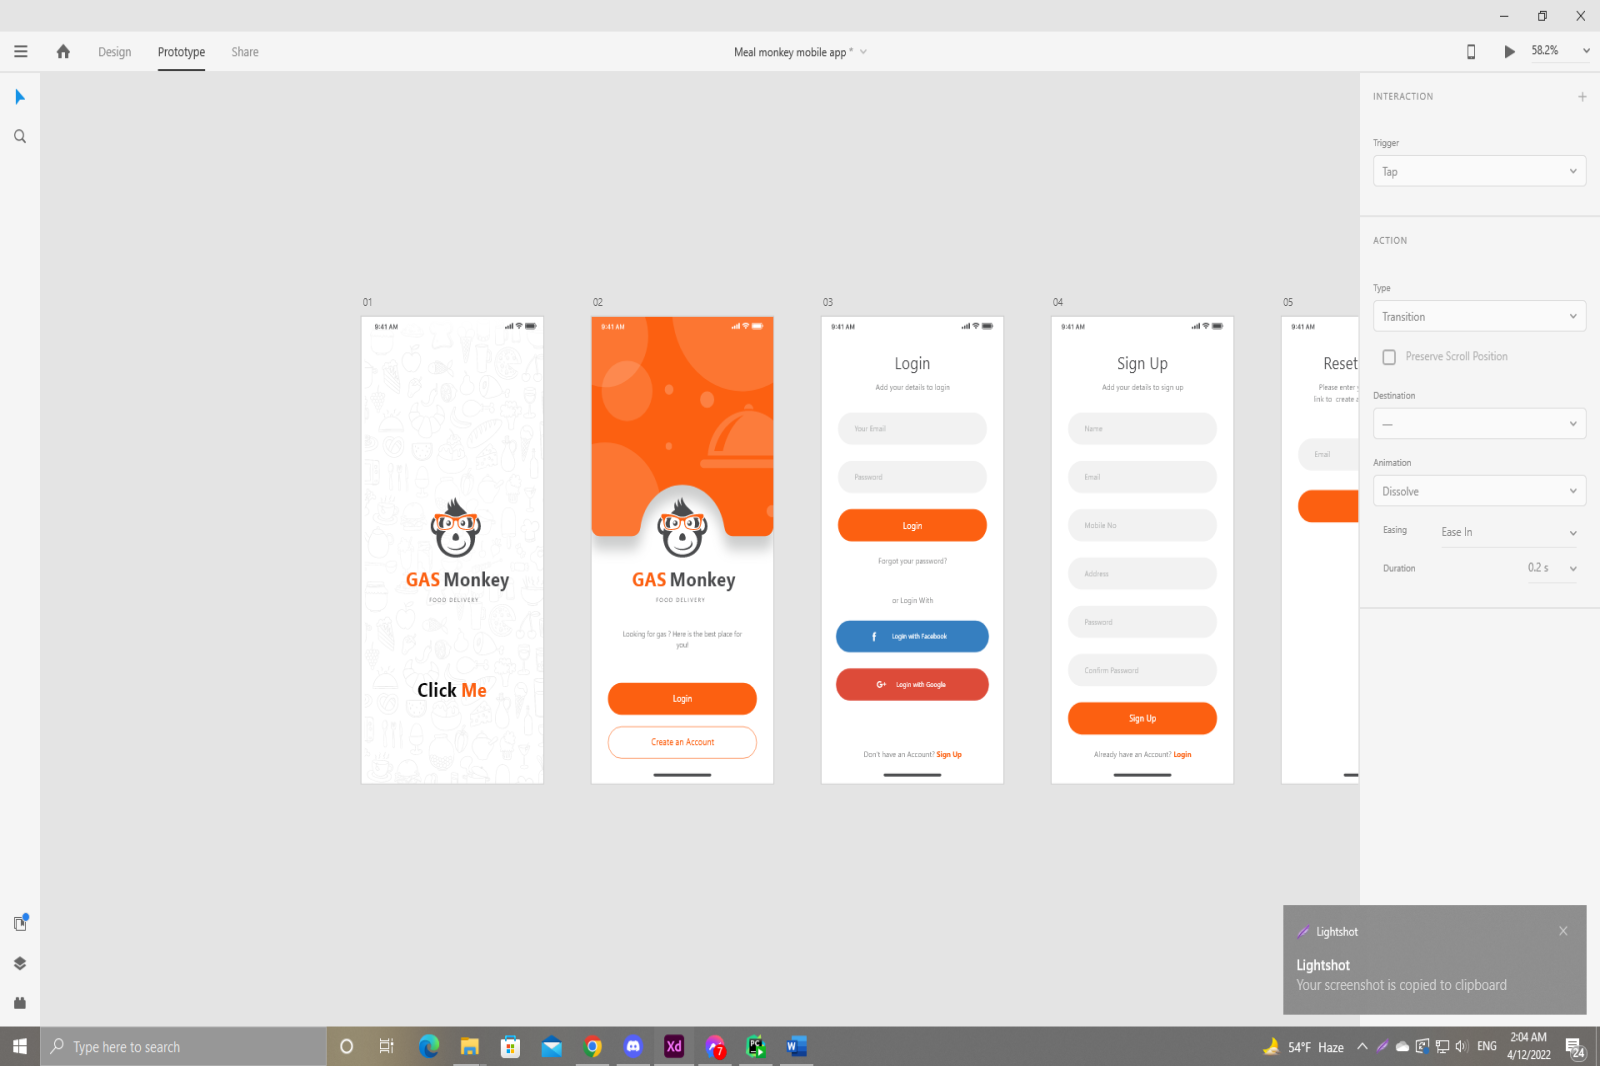 Design
Prototype
Share
Meal monkey mobile app *
58.2%
INTERACTION
Trigger
Tap
ACTION
Type
Transition
Preserve Scroll Position
Destination
—
Animation
Dissolve
Easing
Ease In
Duration
0.2 s
01
9:41 AM
GAS Monkey
FOOD DELIVERY
Click Me
02
9:41 AM
GAS Monkey
FOOD DELIVERY
Looking for gas ? Here is the best place for
you!
Login
Create an Account
03
9:41 AM
Login
Add your details to login
Your Email
Password
Login
Forgot your password?
or Login With
f Login with Facebook
G+ Login with Google
Don't have an Account? Sign Up
04
9:41 AM
Sign Up
Add your details to sign up
Name
Email
Mobile No
Address
Password
Confirm Password
Sign Up
Already have an Account? Login
05
9:41 AM
Reset
Please enter
link to create a
Email
Lightshot
Lightshot
Your screenshot is copied to clipboard
Type here to search
Xd
7
PC
W
54°F Haze
ENG
2:04 AM
4/12/2022
24